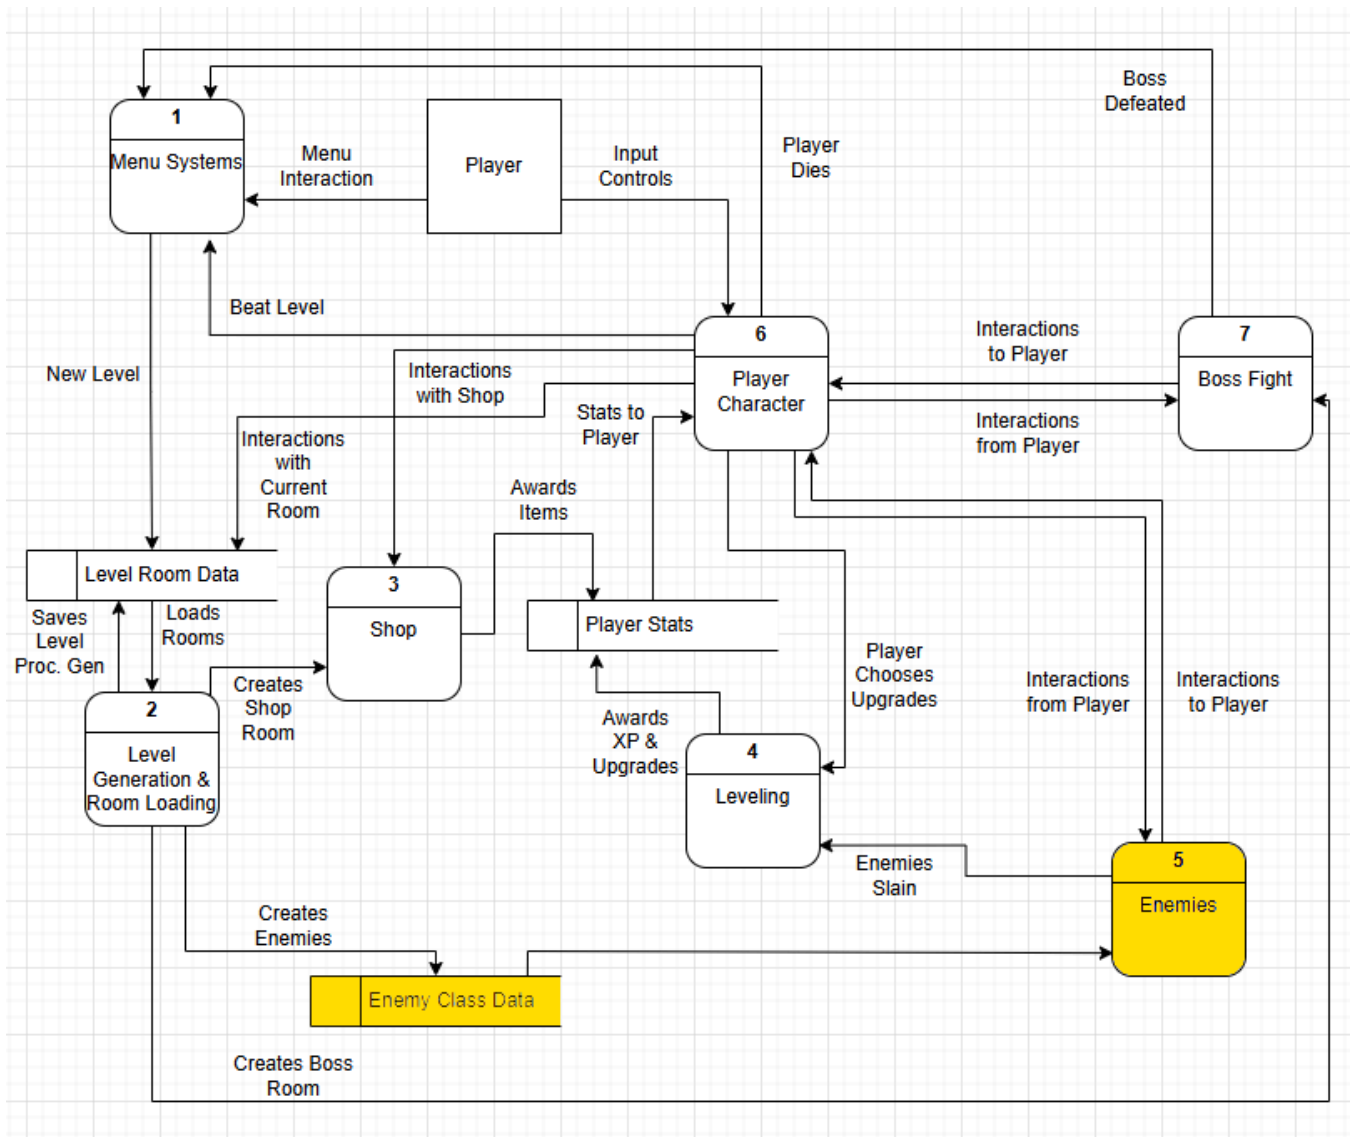 Boss
Defeated
1
Menu Systems
Menu
Interaction
Player
Input
Controls
Player
Dies
Beat Level
New Level
6
Player
Character
Interactions
to Player
7
Boss Fight
Interactions
from Player
Interactions
with Shop
Stats to
Player
Interactions
with
Current
Room
Awards
Items
Level Room Data
Saves
Level
Proc. Gen
Loads
Rooms
3
Shop
Player Stats
Player
Chooses
Upgrades
Interactions
from Player
Interactions
to Player
Creates
Shop
Room
2
Level
Generation &
Room Loading
Awards
XP &
Upgrades
4
Leveling
Enemies
Slain
5
Enemies
Creates
Enemies
Enemy Class Data
Creates Boss
Room